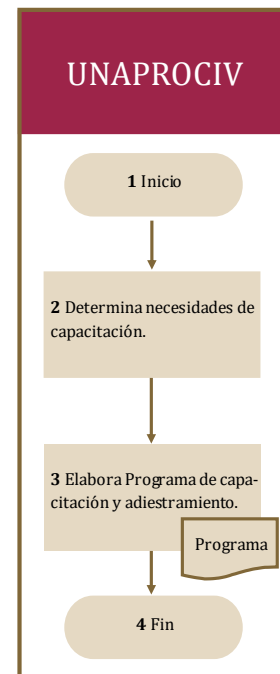 UNAPROCIV
1 Inicio
2 Determina necesidades de
capacitación.
3 Elabora Programa de capa-
citación y adiestramiento.
Programa
4 Fin